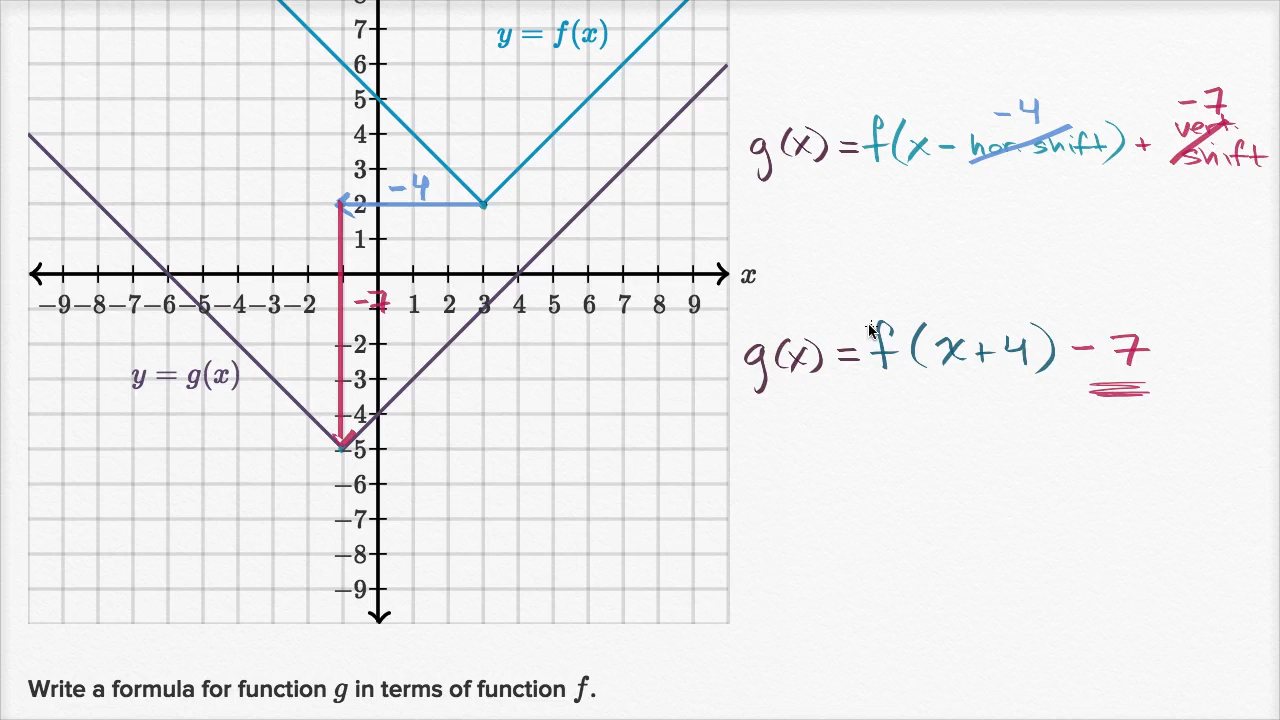 8
7
y = f(x)
6
5
4
3
-4
2
1
x
−9 −8 −7 −6 −5 −4 −3 −2 1 2 3 4 5 6 7 8 9
-7
−2
−3
y = g(x)
−4
−5
−6
−7
−8
−9
-4
-7
g(x) = f(x - hor. shift) + vert. shift
g(x) = f(x+4) - 7
Write a formula for function g in terms of function f.